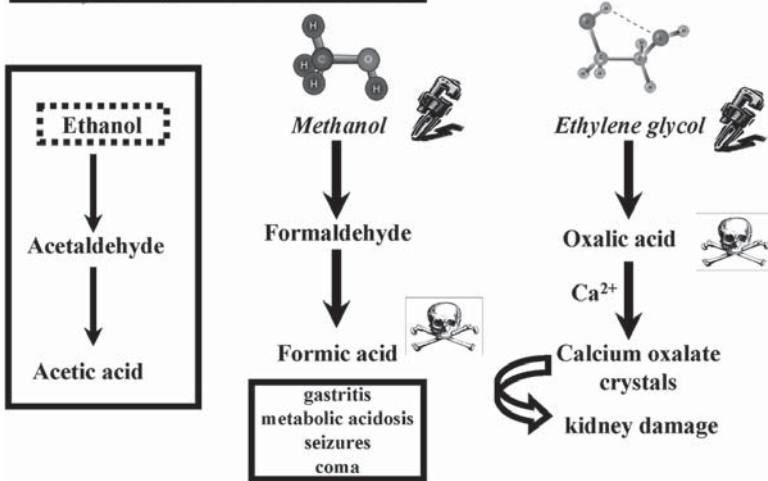 Ethanol
Acetaldehyde
Acetic acid
H
C
O
H
H
H
Methanol
Formaldehyde
Formic acid
gastritis
metabolic acidosis
seizures
coma
Ethylene glycol
Oxalic acid
Ca²⁺
Calcium oxalate
crystals
kidney damage